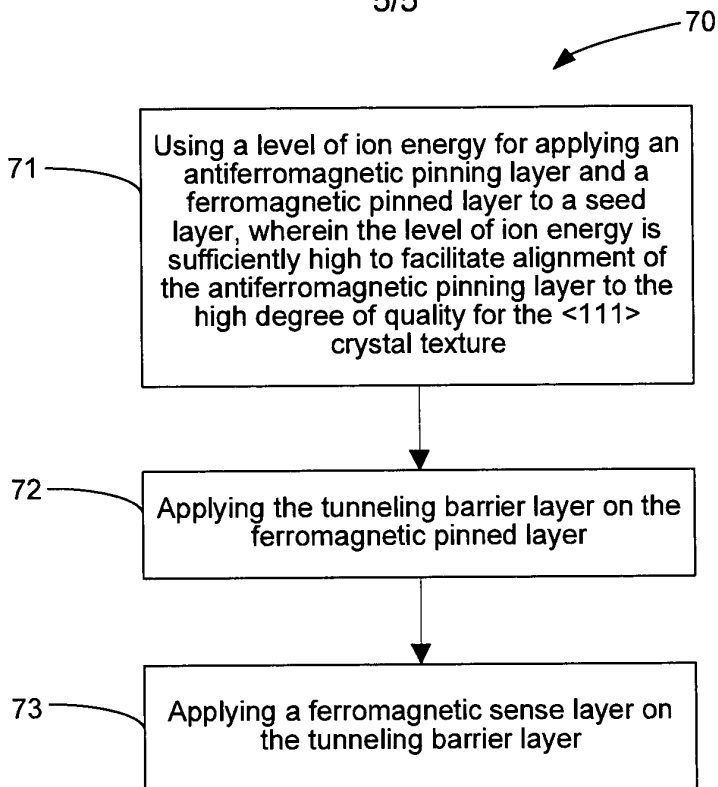 5/5
70
71
Using a level of ion energy for applying an
antiferromagnetic pinning layer and a
ferromagnetic pinned layer to a seed
layer, wherein the level of ion energy is
sufficiently high to facilitate alignment of
the antiferromagnetic pinning layer to the
high degree of quality for the <111>
crystal texture
72
Applying the tunneling barrier layer on the
ferromagnetic pinned layer
73
Applying a ferromagnetic sense layer on
the tunneling barrier layer